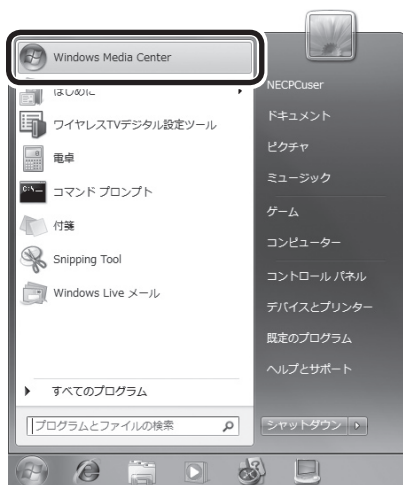 Windows Media Center
はじめに
ワイヤレスTVデジタル設定ツール
電卓
コマンド プロンプト
付箋
Snipping Tool
Windows Live メール
すべてのプログラム
プログラムとファイルの検索
NECPCuser
ドキュメント
ピクチャ
ミュージック
ゲーム
コンピューター
コントロール パネル
デバイスとプリンター
既定のプログラム
ヘルプとサポート
シャットダウン